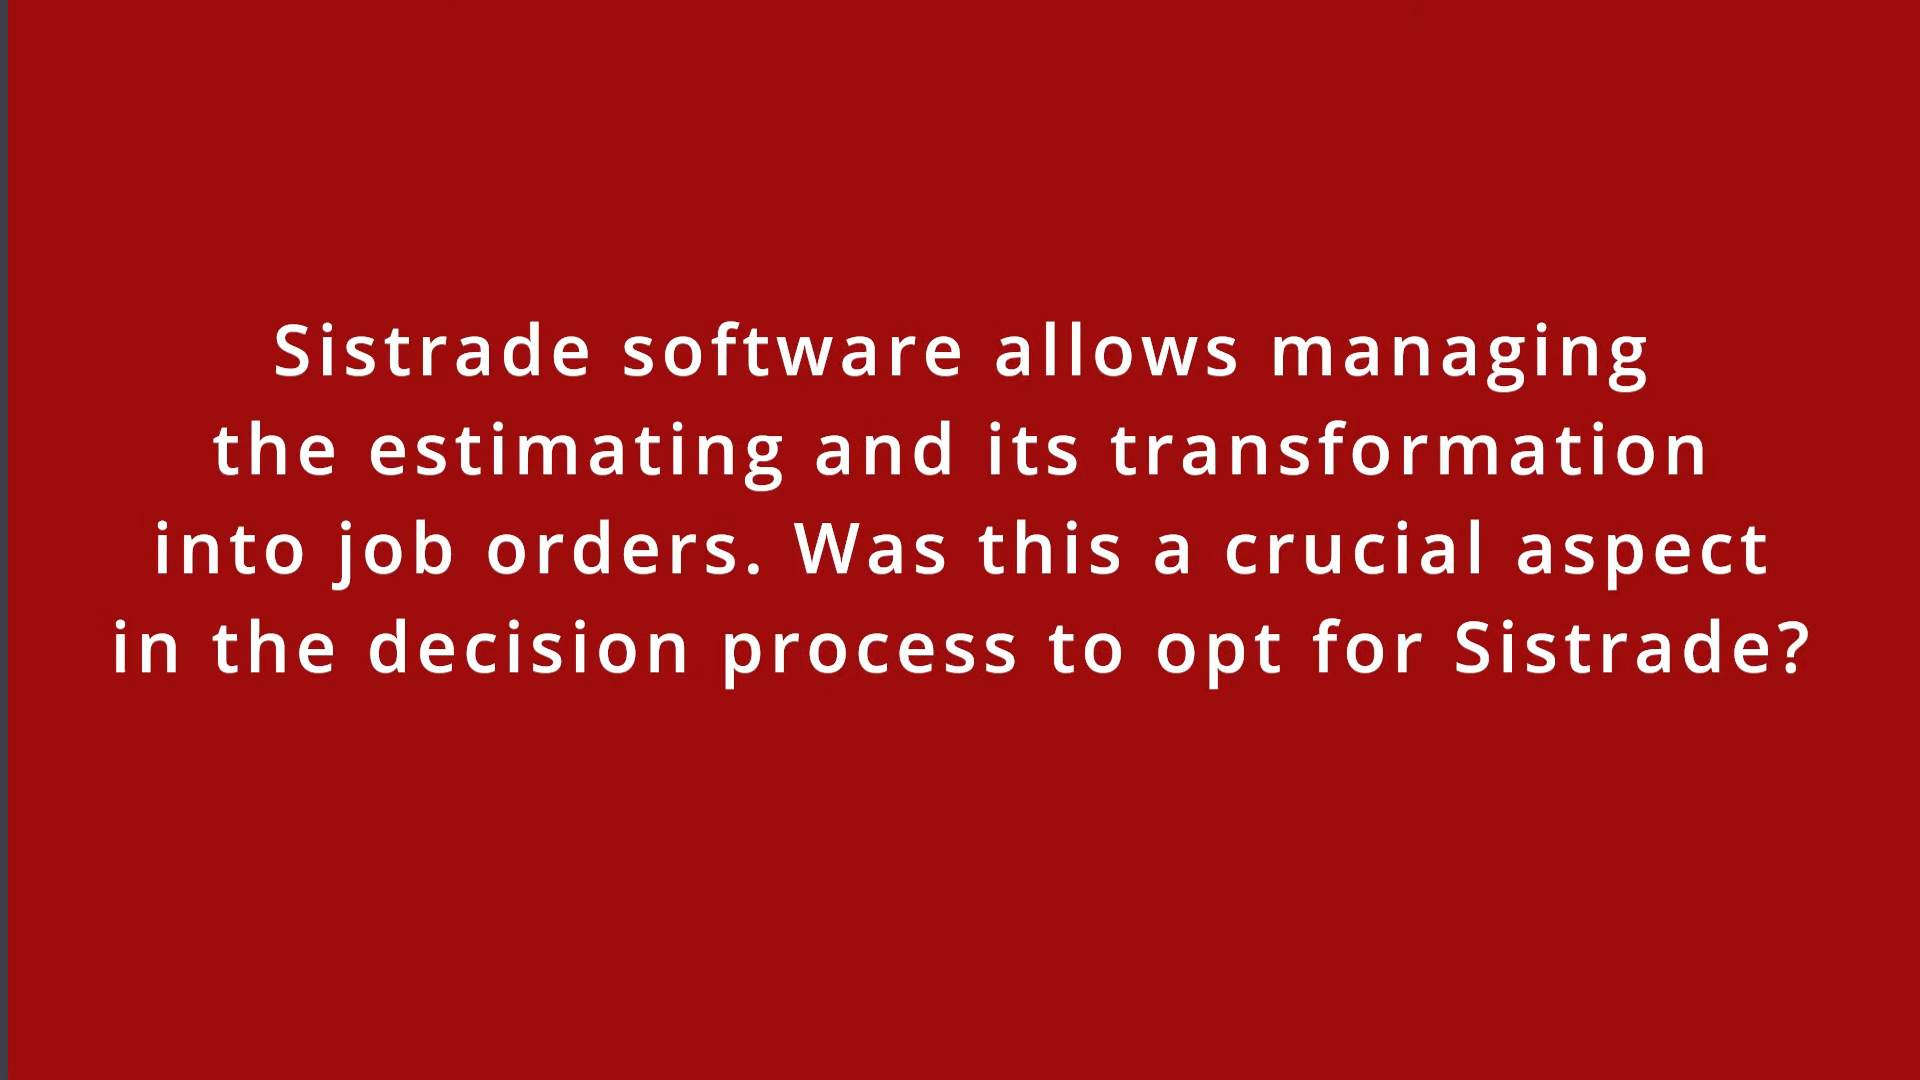 Sistrade software allows managing
the estimating and its transformation
into job orders. Was this a crucial aspect
in the decision process to opt for Sistrade?